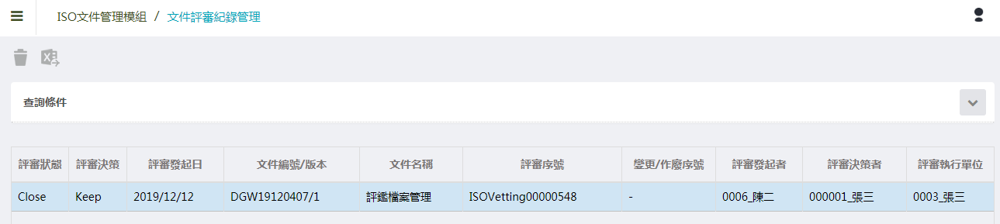 ISO文件管理模組 / 文件評審紀錄管理
查詢條件
評審狀態 評審決策 評審發起日 文件編號/版本 文件名稱 評審序號 變更/作廢序號 評審發起者 評審決策者 評審執行單位
Close Keep 2019/12/12 DGW19120407/1 評鑑檔案管理 ISOVetting00000548 - 0006_陳二 000001_張三 0003_張三